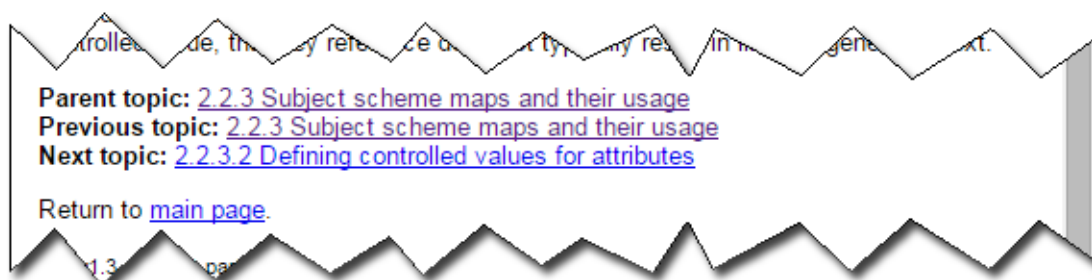 Parent topic: 2.2.3 Subject scheme maps and their usage
Previous topic: 2.2.3 Subject scheme maps and their usage
Next topic: 2.2.3.2 Defining controlled values for attributes
Return to main page.